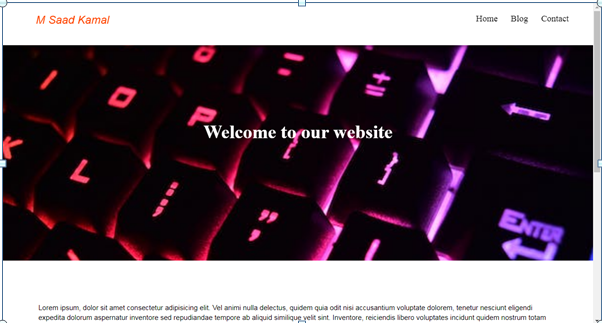 M Saad Kamal
Home Blog Contact
I O P
Welcome to our website
K L
ENTER
Lorem ipsum, dolor sit amet consectetur adipisicing elit. Vel animi nulla delectus, quidem quia odit nisi accusantium voluptate dolorem, tenetur nesciunt eligendi
expedita dolorum aspernatur inventore sed repudiandae tempore ab aliquid similique velit sint. Inventore, reiciendis libero voluptates incidunt quidem nostrum totam